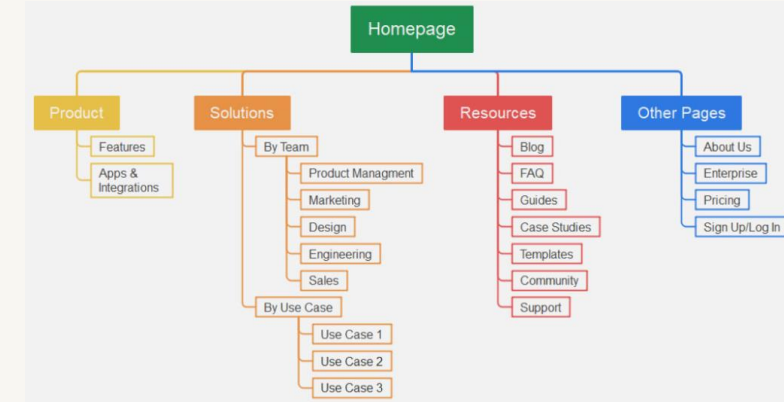 Homepage
Product
Features
Apps &
Integrations
Solutions
By Team
Product Managment
Marketing
Design
Engineering
Sales
By Use Case
Use Case 1
Use Case 2
Use Case 3
Resources
Blog
FAQ
Guides
Case Studies
Templates
Community
Support
Other Pages
About Us
Enterprise
Pricing
Sign Up/Log In